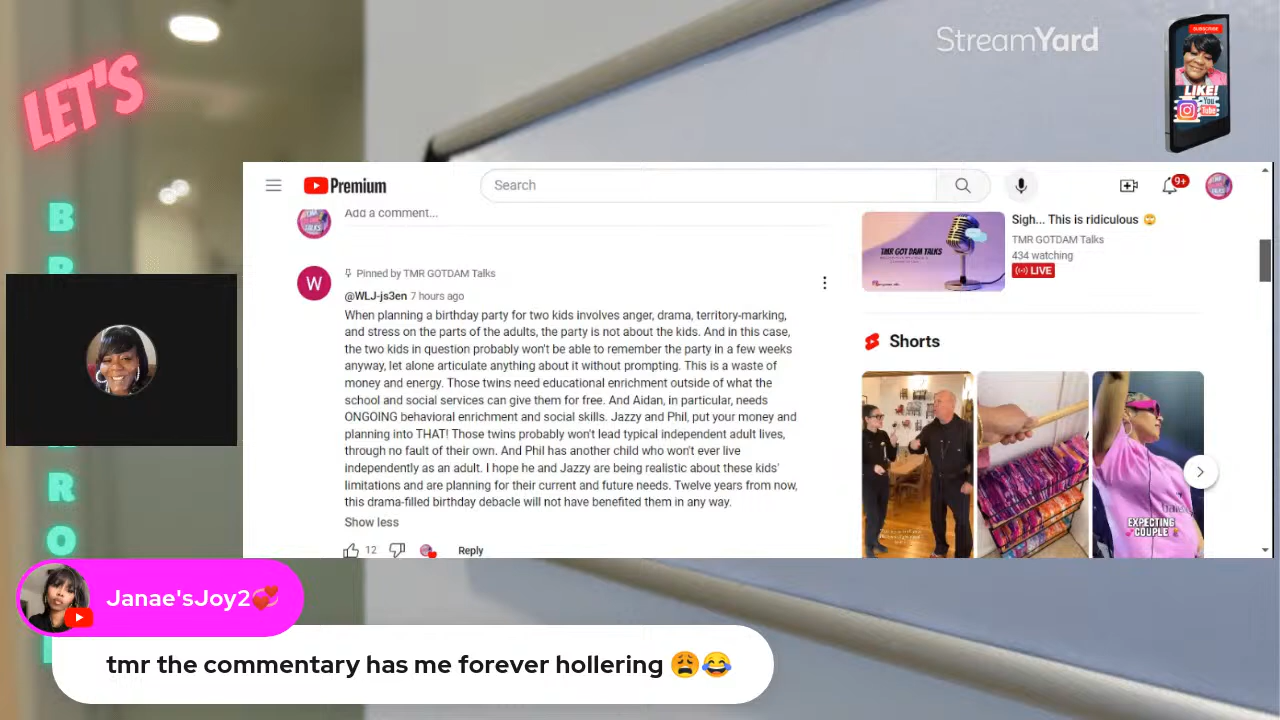 StreamYard
LET'S
B
R
R
O
SUBSCRIBE
LIKE!
You
Tube
Premium
Search
9+
Add a comment...
W
Pinned by TMR GOTDAM Talks
@WLJ-js3en 7 hours ago
When planning a birthday party for two kids involves anger, drama, territory-marking,
and stress on the parts of the adults, the party is not about the kids. And in this case,
the two kids in question probably won't be able to remember the party in a few weeks
anyway, let alone articulate anything about it without prompting. This is a waste of
money and energy. Those twins need educational enrichment outside of what the
school and social services can give them for free. And Aidan, in particular, needs
ONGOING behavioral enrichment and social skills. Jazzy and Phil, put your money and
planning into THAT! Those twins probably won't lead typical independent adult lives,
through no fault of their own. And Phil has another child who won't ever live
independently as an adult. I hope he and Jazzy are being realistic about these kids'
limitations and are planning for their current and future needs. Twelve years from now,
this drama-filled birthday debacle will not have benefited them in any way.
Show less
12
Reply
TMR GOT DAM TALKS
Sigh... This is ridiculous 🙄
TMR GOTDAM Talks
434 watching
LIVE
Shorts
EXPECTING
COUPLE
Janae'sJoy2💞
tmr the commentary has me forever hollering 😩😂